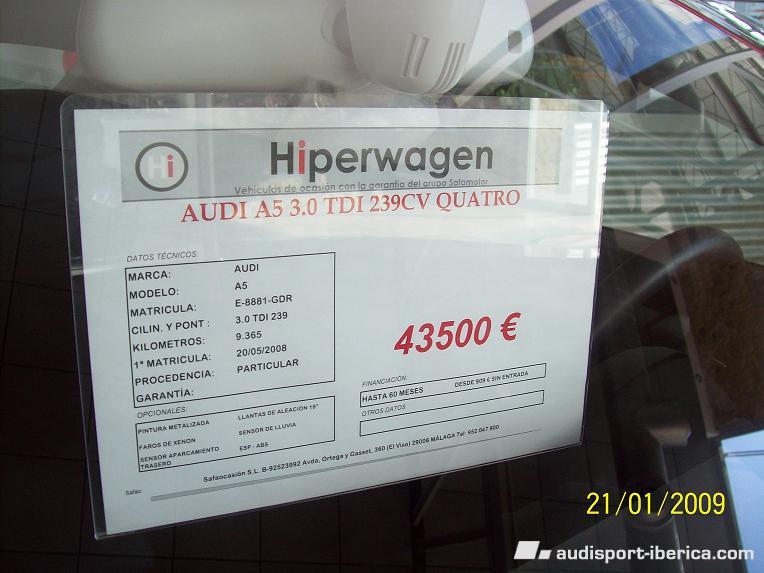 Hi
Hiperwagen
Vehículos de ocasión con la garantía del grupo Safamotor
AUDI A5 3.0 TDI 239CV QUATRO
DATOS TÉCNICOS:
MARCA: AUDI
MODELO: A5
MATRICULA: E-8881-GDR
CILIN. Y PONT : 3.0 TDI 239
KILOMETROS: 9.365
1ª MATRICULA: 20/05/2008
PROCEDENCIA: PARTICULAR
GARANTÍA:
43500 €
FINANCIACIÓN:
HASTA 60 MESES DESDE 909 € SIN ENTRADA
OTROS DATOS
OPCIONALES:
PINTURA METALIZADA LLANTAS DE ALEACION 18"
FAROS DE XENON SENSOR DE LLUVIA
SENSOR APARCAMIENTO TRASERO ESP - ABS
Safaocasión S.L. B-92523992 Avda, Ortega y Gasset, 360 (El Viso) 29006 MÁLAGA Tel: 952 047 900
Safac
21/01/2009
audisport-iberica.com